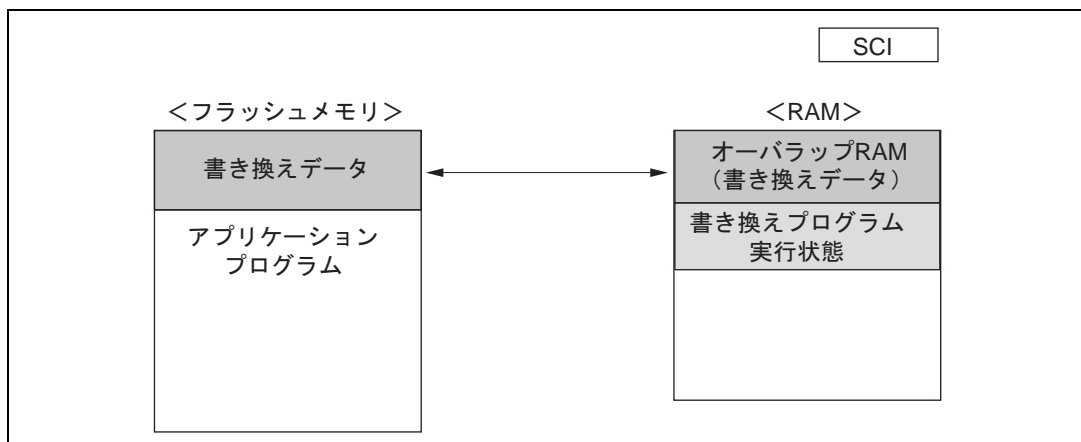 SCI
＜フラッシュメモリ＞
＜RAM＞
書き換えデータ
オーバラップRAM
（書き換えデータ）
アプリケーション
プログラム
書き換えプログラム
実行状態